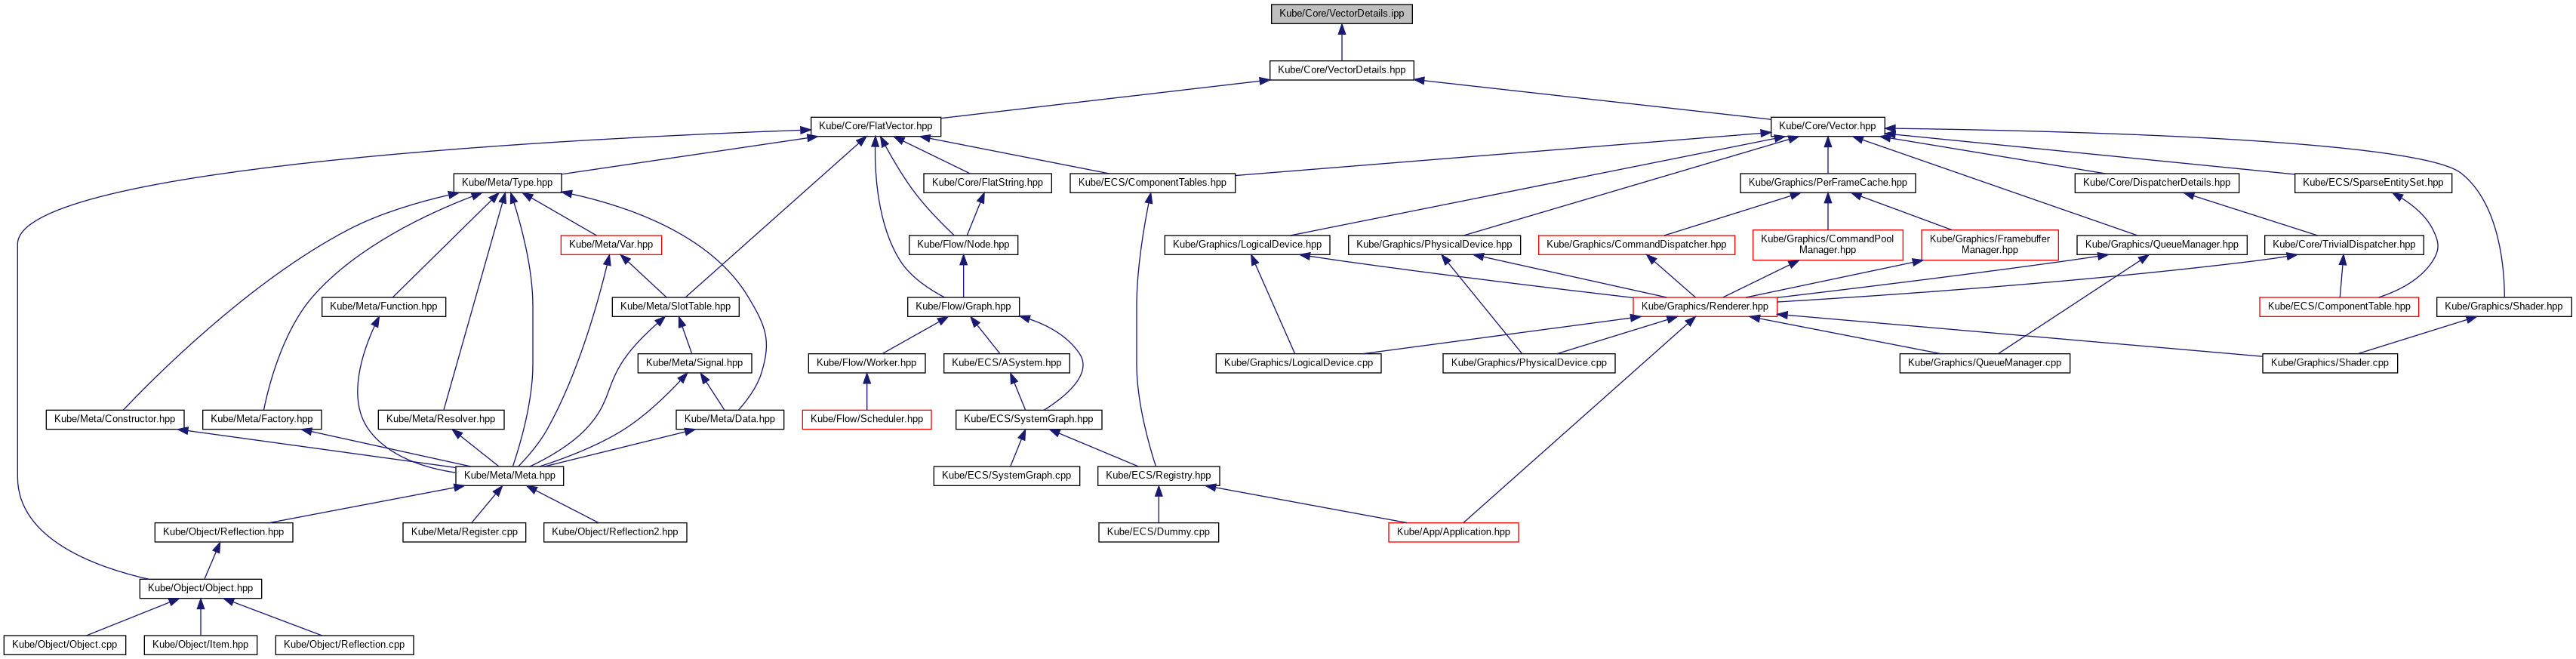 Kube/Core/VectorDetails.ipp
Kube/Core/VectorDetails.hpp
Kube/Core/FlatVector.hpp
Kube/Core/Vector.hpp
Kube/Meta/Type.hpp
Kube/Core/FlatString.hpp
Kube/ECS/ComponentTables.hpp
Kube/Graphics/PerFrameCache.hpp
Kube/Core/DispatcherDetails.hpp
Kube/ECS/SparseEntitySet.hpp
Kube/Meta/Var.hpp
Kube/Flow/Node.hpp
Kube/Graphics/LogicalDevice.hpp
Kube/Graphics/PhysicalDevice.hpp
Kube/Graphics/CommandDispatcher.hpp
Kube/Graphics/CommandPool
Manager.hpp
Kube/Graphics/Framebuffer
Manager.hpp
Kube/Graphics/QueueManager.hpp
Kube/Core/TrivialDispatcher.hpp
Kube/Meta/Function.hpp
Kube/Meta/SlotTable.hpp
Kube/Flow/Graph.hpp
Kube/Graphics/Renderer.hpp
Kube/ECS/ComponentTable.hpp
Kube/Graphics/Shader.hpp
Kube/Meta/Signal.hpp
Kube/Flow/Worker.hpp
Kube/ECS/ASystem.hpp
Kube/Graphics/LogicalDevice.cpp
Kube/Graphics/PhysicalDevice.cpp
Kube/Graphics/QueueManager.cpp
Kube/Graphics/Shader.cpp
Kube/Meta/Constructor.hpp
Kube/Meta/Factory.hpp
Kube/Meta/Resolver.hpp
Kube/Meta/Data.hpp
Kube/Flow/Scheduler.hpp
Kube/ECS/SystemGraph.hpp
Kube/Meta/Meta.hpp
Kube/ECS/SystemGraph.cpp
Kube/ECS/Registry.hpp
Kube/Object/Reflection.hpp
Kube/Meta/Register.cpp
Kube/Object/Reflection2.hpp
Kube/ECS/Dummy.cpp
Kube/App/Application.hpp
Kube/Object/Object.hpp
Kube/Object/Object.cpp
Kube/Object/Item.hpp
Kube/Object/Reflection.cpp